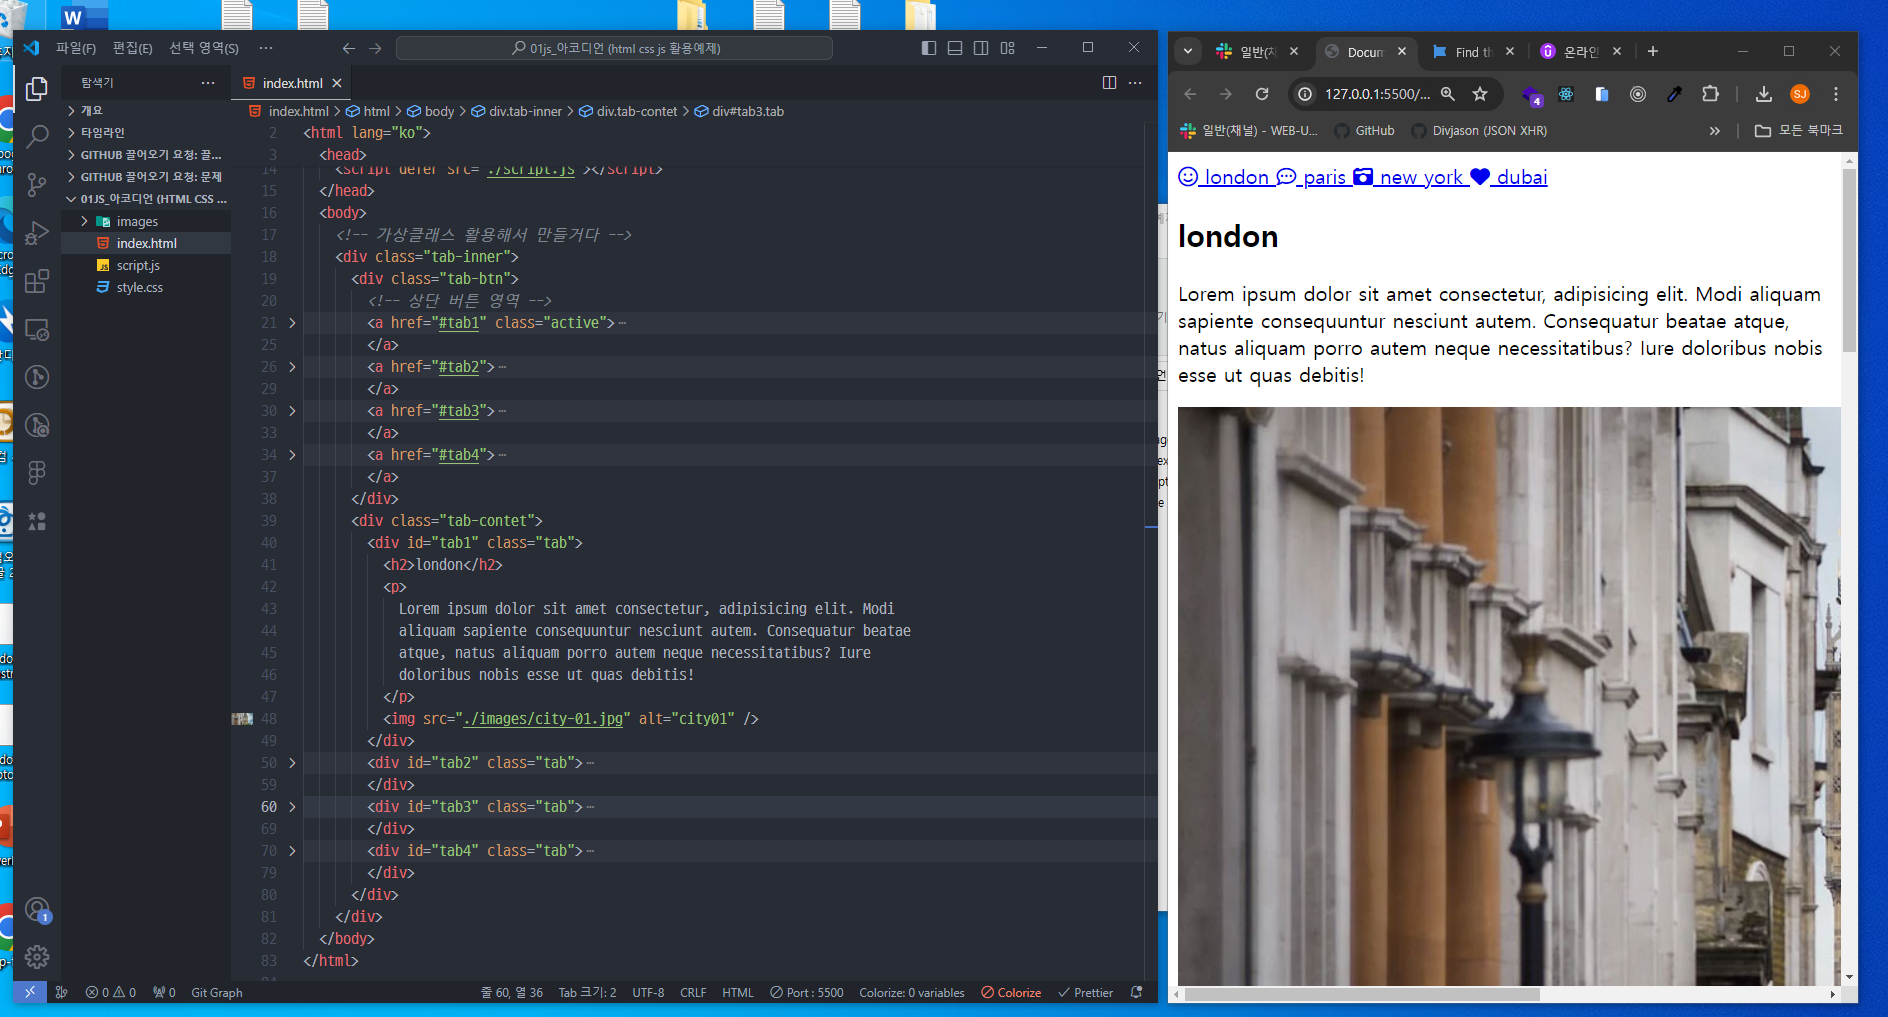 파일(F) 편집(E) 선택 영역(S) ···
01js_아코디언 (html css js 활용예제)
탐색기 ···
개요
타임라인
GITHUB 끌어오기 요청: 끌...
GITHUB 끌어오기 요청: 문제
01JS_아코디언 (HTML CSS ...
images
index.html
script.js
style.css
index.html
index.html > html > body > div.tab-inner > div.tab-contet > div#tab3.tab
2 <html lang="ko">
3 <head>
14 <script defer src="./script.js"></script>
15 </head>
16 <body>
17 <!-- 가상클래스 활용해서 만들거다 -->
18 <div class="tab-inner">
19 <div class="tab-btn">
20 <!-- 상단 버튼 영역 -->
21 <a href="#tab1" class="active">···
25 </a>
26 <a href="#tab2">···
29 </a>
30 <a href="#tab3">···
33 </a>
34 <a href="#tab4">···
37 </a>
38 </div>
39 <div class="tab-contet">
40 <div id="tab1" class="tab">
41 <h2>london</h2>
42 <p>
43 Lorem ipsum dolor sit amet consectetur, adipisicing elit. Modi
44 aliquam sapiente consequuntur nesciunt autem. Consequatur beatae
45 atque, natus aliquam porro autem neque necessitatibus? Iure
46 doloribus nobis esse ut quas debitis!
47 </p>
48 <img src="./images/city-01.jpg" alt="city01" />
49 </div>
50 <div id="tab2" class="tab">···
59 </div>
60 <div id="tab3" class="tab">···
69 </div>
70 <div id="tab4" class="tab">···
79 </div>
80 </div>
81 </div>
82 </body>
83 </html>
1
0 0 0 Git Graph
줄 60, 열 36 Tab 크기: 2 UTF-8 CRLF HTML Port : 5500 Colorize: 0 variables Colorize Prettier
일반(채 Docum Find th 온라인
127.0.0.1:5500/... 4 SJ
일반(채널) - WEB-U... GitHub Divjason (JSON XHR) » 모든 북마크
london paris new york dubai
london
Lorem ipsum dolor sit amet consectetur, adipisicing elit. Modi aliquam
sapiente consequuntur nesciunt autem. Consequatur beatae atque,
natus aliquam porro autem neque necessitatibus? Iure doloribus nobis
esse ut quas debitis!